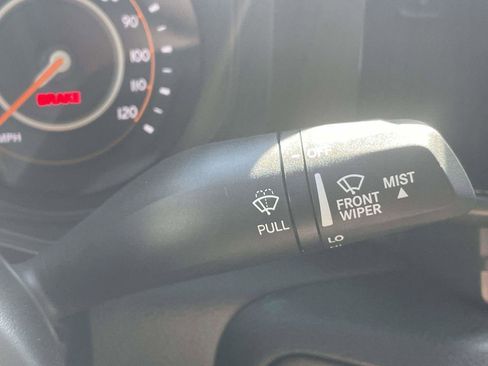 90
100
BRAKE
110
120
MPH
OFF
MIST
FRONT
WIPER
PULL
LO